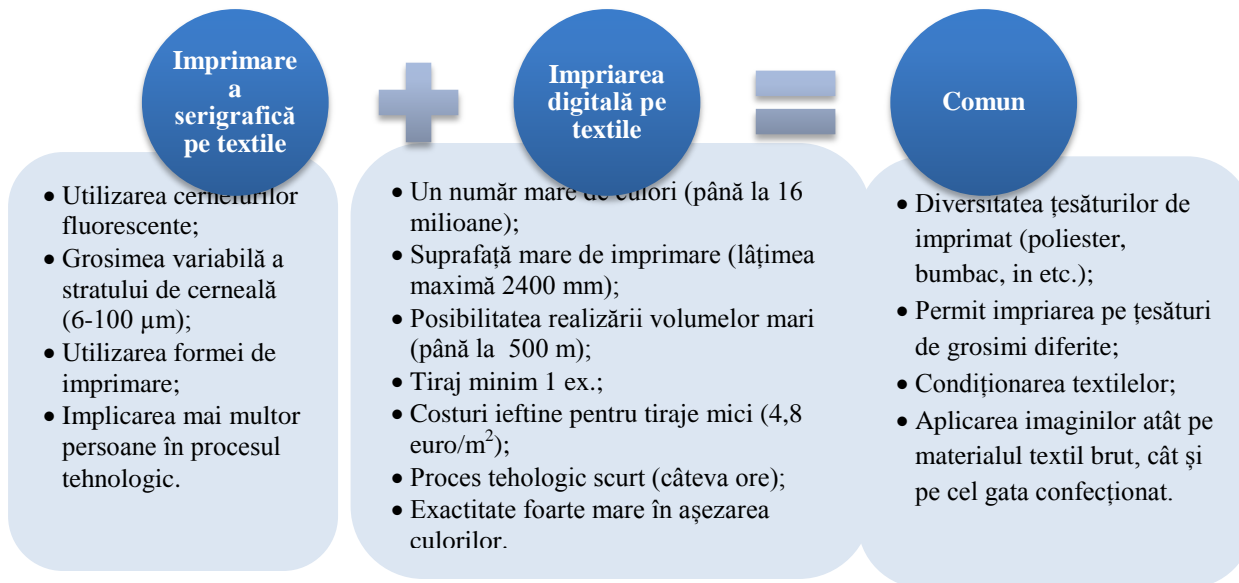 Imprimare
a
serigrafică
pe textile
• Utilizarea cernelurilor
fluorescente;
• Grosimea variabilă a
stratului de cerneală
(6-100 µm);
• Utilizarea formei de
imprimare;
• Implicarea mai multor
persoane în procesul
tehnologic.
Impriarea
digitală pe
textile
• Un număr mare de culori (până la 16
milioane);
• Suprafață mare de imprimare (lâțimea
maximă 2400 mm);
• Posibilitatea realizării volumelor mari
(până la 500 m);
• Tiraj minim 1 ex.;
• Costuri ieftine pentru tiraje mici (4,8
euro/m²);
• Proces tehologic scurt (câteva ore);
• Exactitate foarte mare în așezarea
culorilor.
Comun
• Diversitatea țesăturilor de
imprimat (poliester,
bumbac, in etc.);
• Permit impriarea pe țesături
de grosimi diferite;
• Condiționarea textilelor;
• Aplicarea imaginilor atât pe
materialul textil brut, cât și
pe cel gata confecționat.